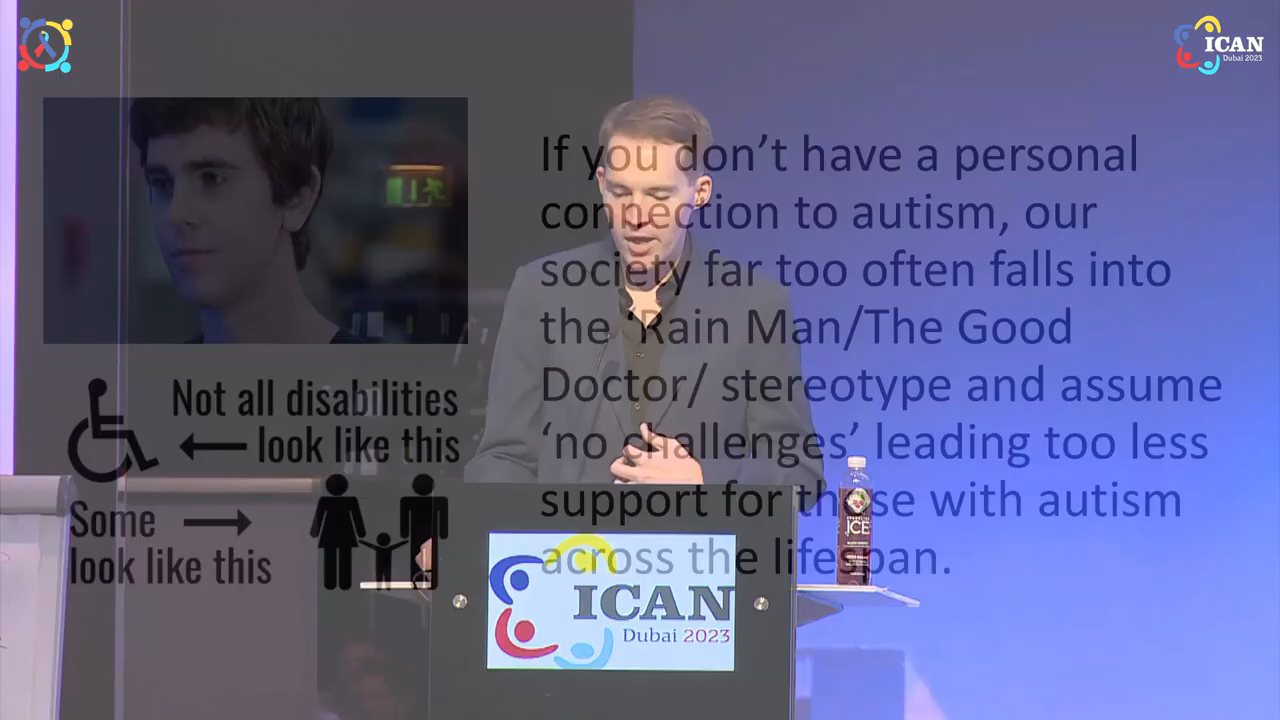 ICAN
Dubai 2023
If you don’t have a personal
connection to autism, our
society far too often falls into
the ‘Rain Man/The Good
Doctor/ stereotype and assume
‘no challenges’ leading too less
support for those with autism
across the lifespan.
Not all disabilities
look like this
Some
look like this
ICE
ICAN
Dubai 2023